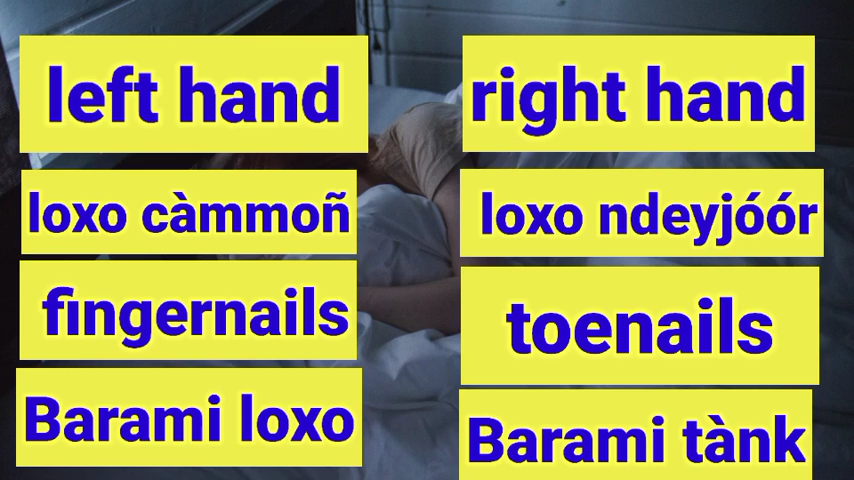 left hand
right hand
loxo càmmoñ
loxo ndeyjóór
fingernails
toenails
Barami loxo
Barami tànk